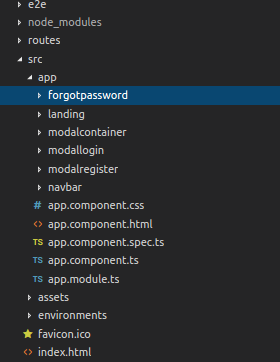 e2e
node_modules
routes
src
app
forgotpassword
landing
modalcontainer
modallogin
modalregister
navbar
# app.component.css
<> app.component.html
TS app.component.spec.ts
TS app.component.ts
TS app.module.ts
assets
environments
favicon.ico
<> index.html